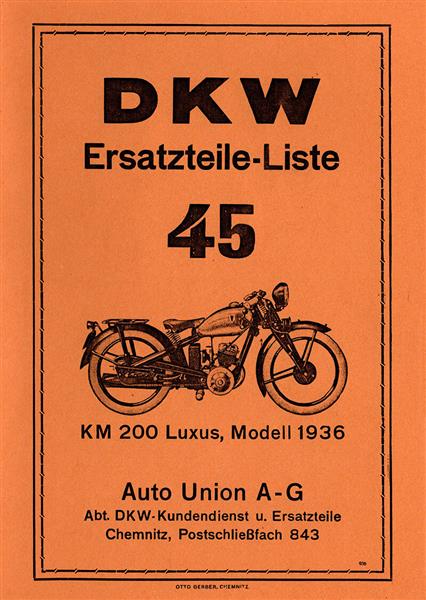 DKW
Ersatzteile-Liste
45
KM 200 Luxus, Modell 1936
Auto Union A-G
Abt. DKW-Kundendienst u. Ersatzteile
Chemnitz, Postschließfach 843
OTTO GERBER, CHEMNITZ.